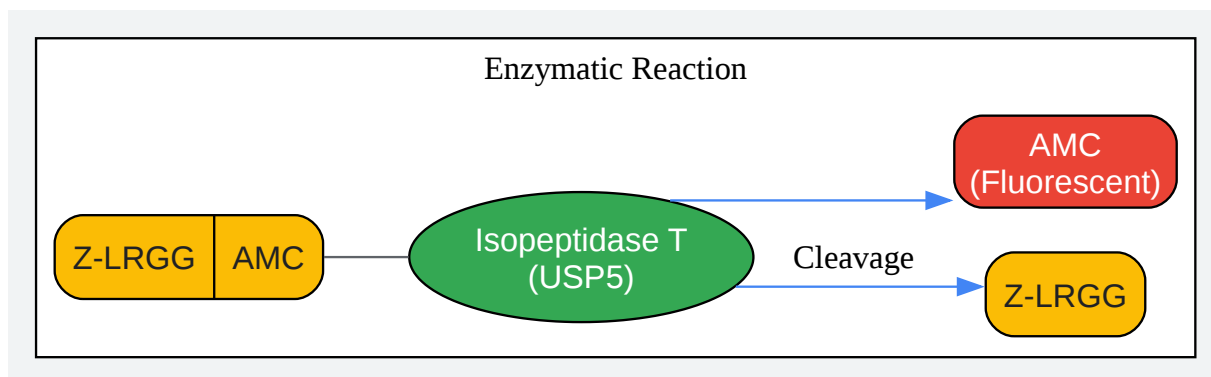 Enzymatic Reaction
Z-LRGG
AMC
Isopeptidase T
(USP5)
AMC
(Fluorescent)
Cleavage
Z-LRGG